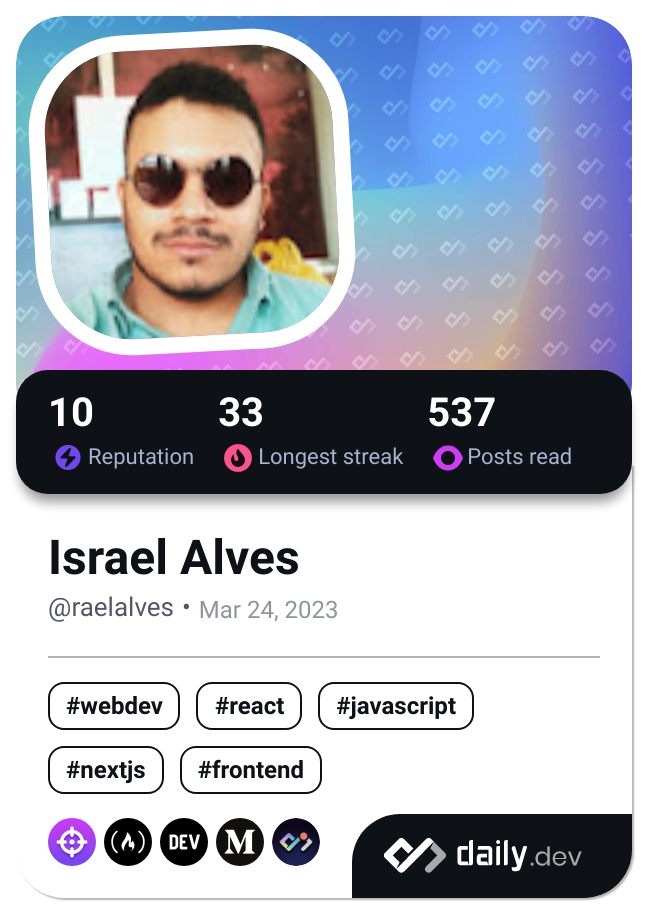 10 33 537
Reputation Longest streak Posts read
Israel Alves
@raelalves • Mar 24, 2023
#webdev #react #javascript
#nextjs #frontend
DEV M
daily.dev